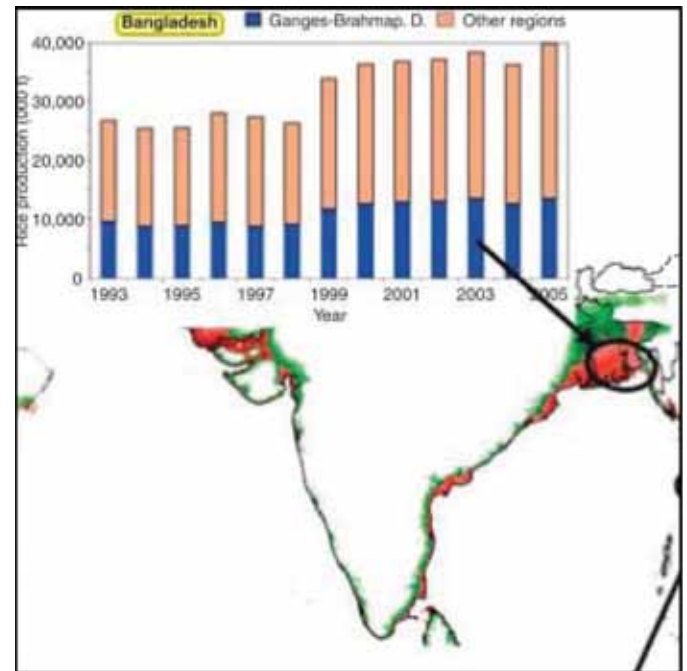 Bangladesh Ganges-Brahmap. D. Other regions
Rice production (000 t)
40,000
30,000
20,000
10,000
0
1993 1995 1997 1999 2001 2003 2005
Year